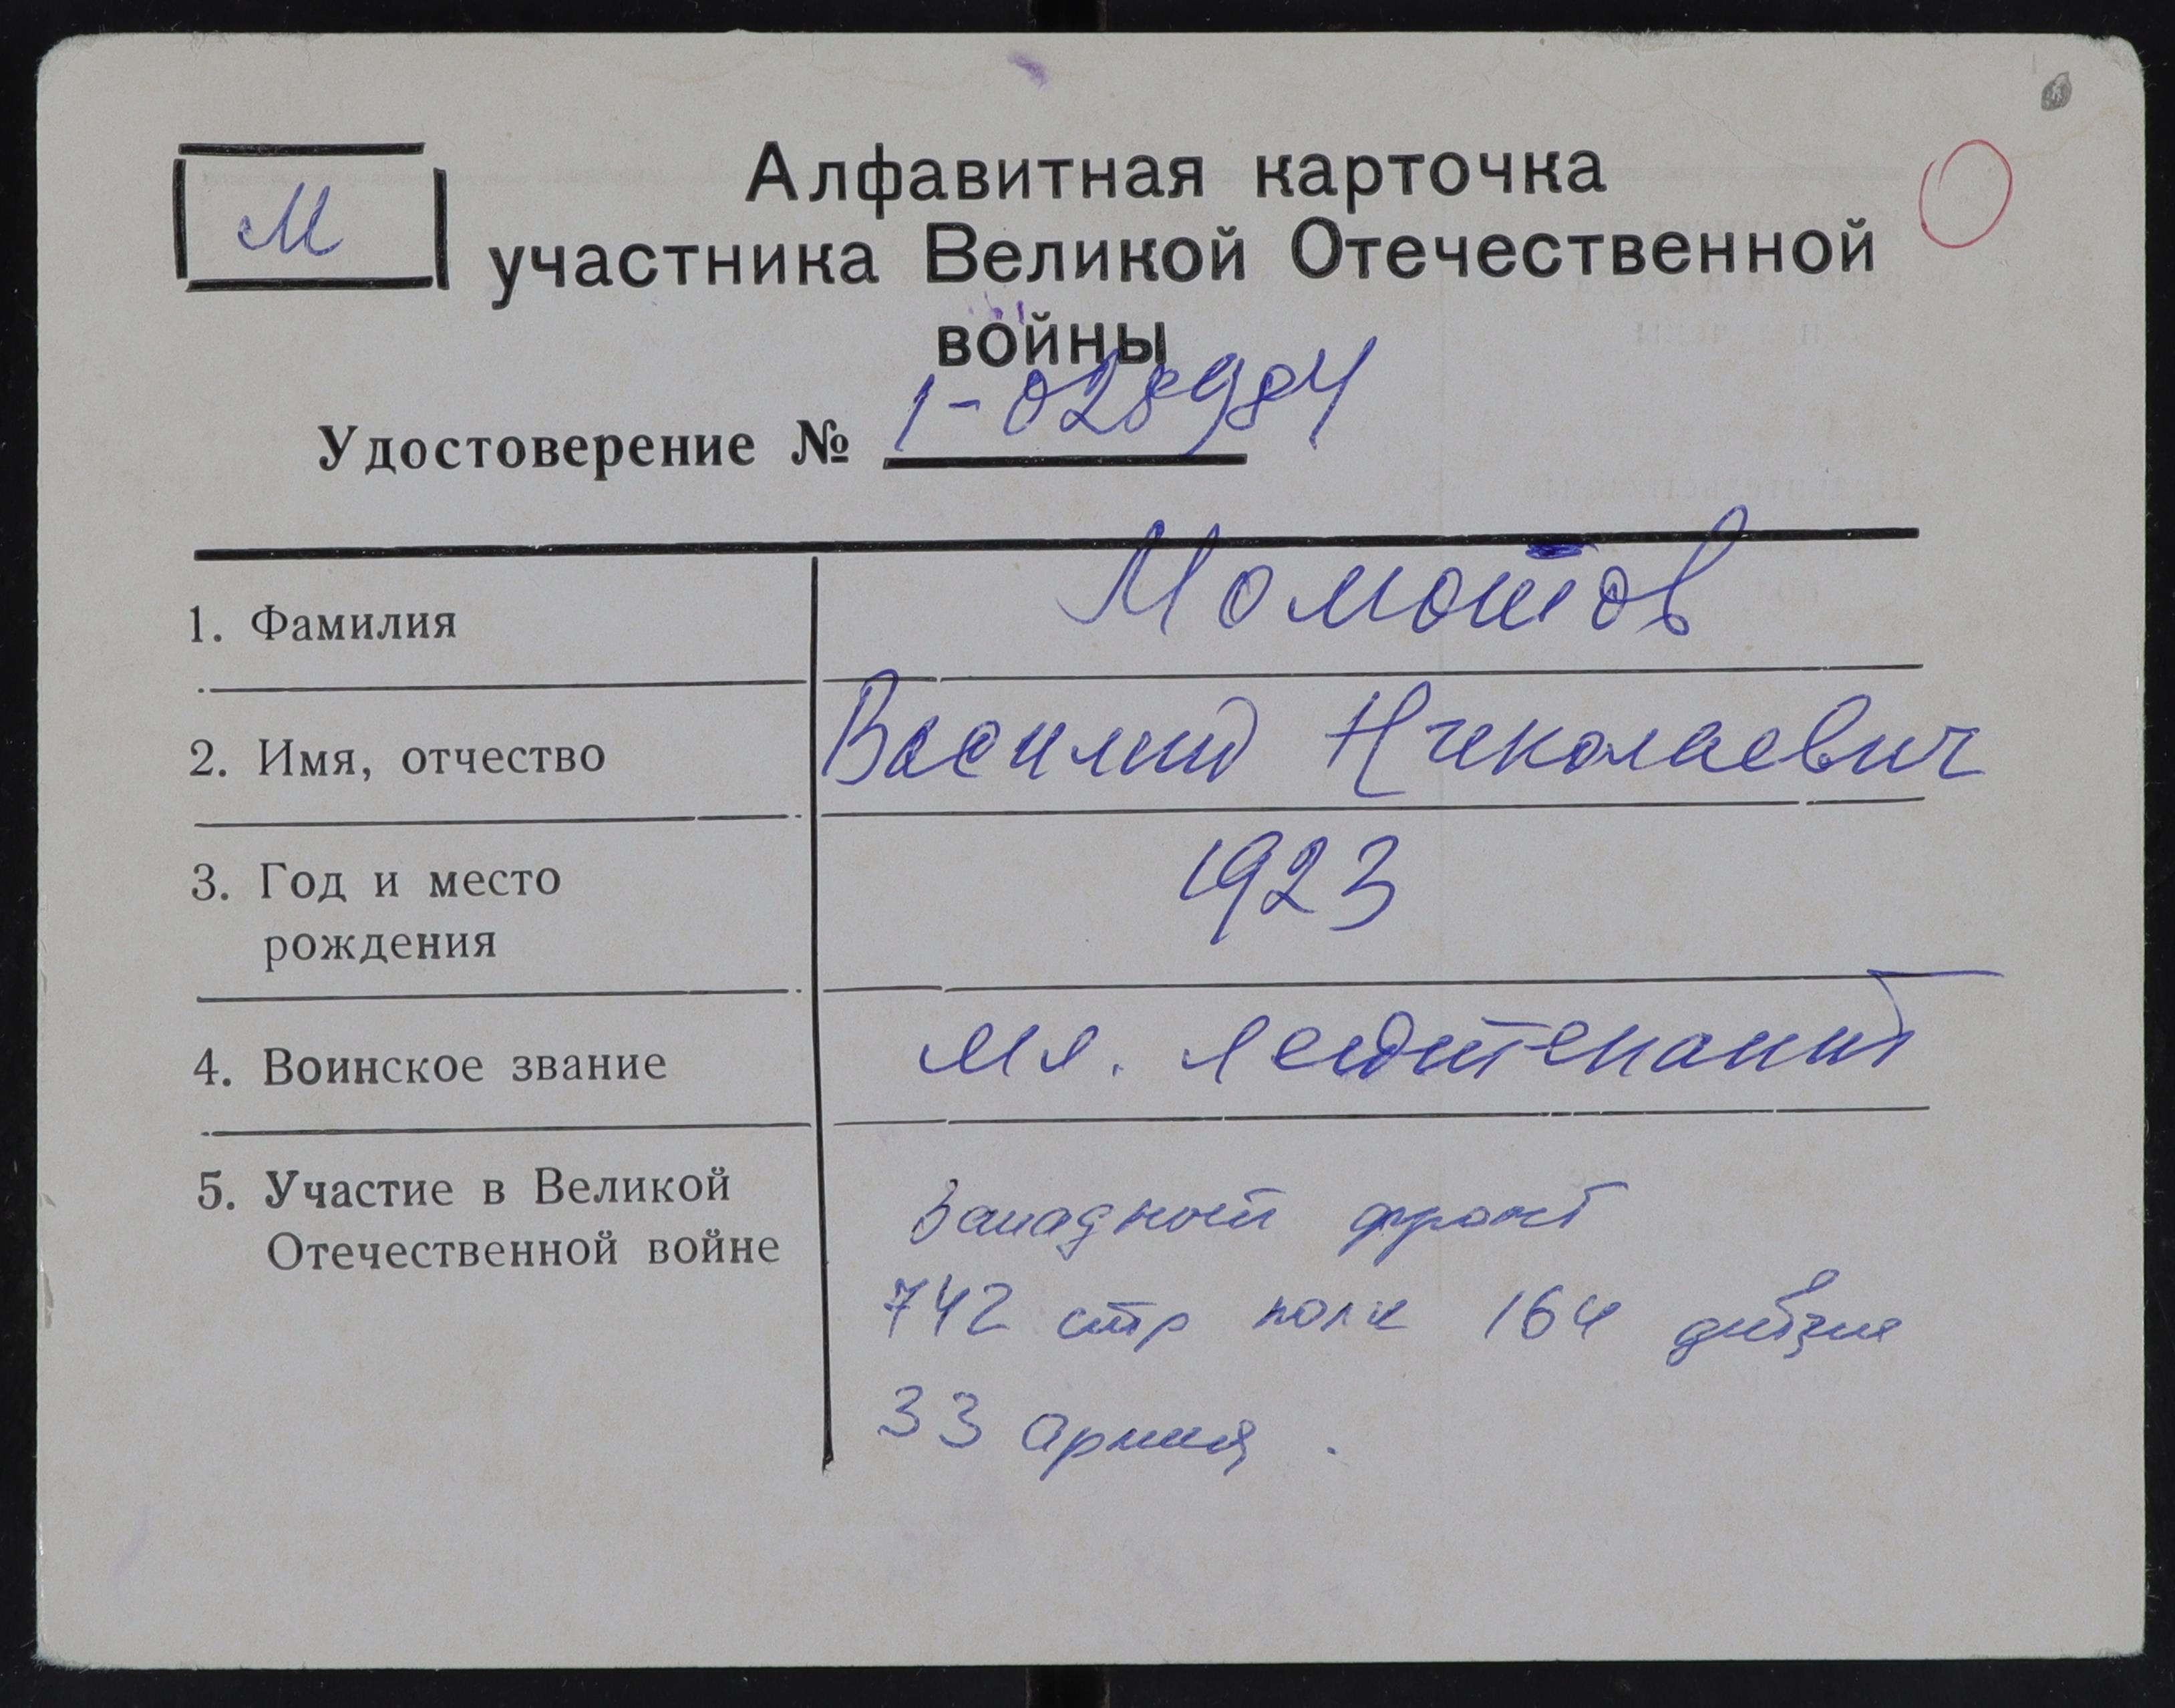 М
Алфавитная карточка
участника Великой Отечественной
войны
Удостоверение № 1-028984
1. Фамилия Момотов
2. Имя, отчество Василий Николаевич
3. Год и место
рождения
1923
4. Воинское звание мл. лейтенант
5. Участие в Великой
Отечественной войне
Западный фронт
742 стр полк 164 дивзия
33 армия.